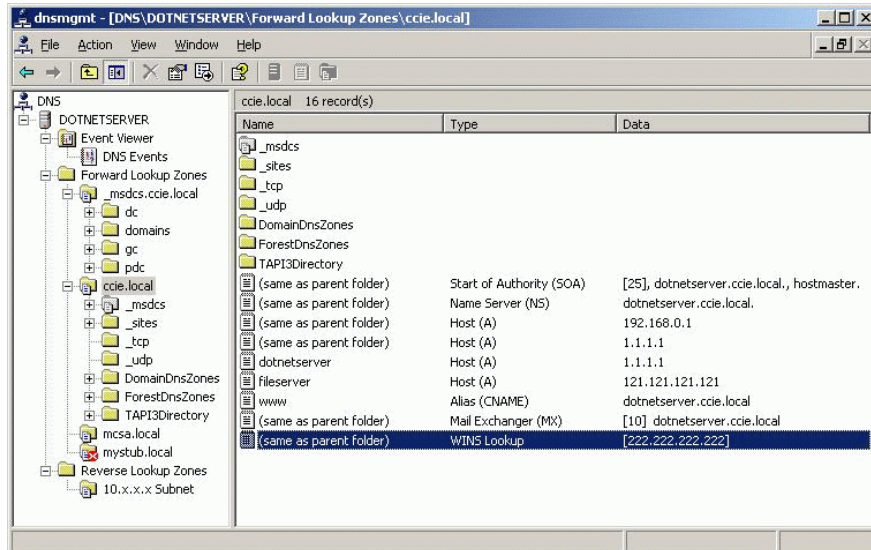 dnsmgmt - [DNS\DOTNETSERVER\Forward Lookup Zones\ccie.local]
File Action View Window Help
DNS
DOTNETSERVER
Event Viewer
DNS Events
Forward Lookup Zones
_msdcs.ccie.local
dc
domains
gc
pdc
ccie.local
_msdcs
_sites
_tcp
_udp
DomainDnsZones
ForestDnsZones
TAPI3Directory
mcsa.local
mystub.local
Reverse Lookup Zones
10.x.x.x Subnet
ccie.local 16 record(s)
Name Type Data
_msdcs
_sites
_tcp
_udp
DomainDnsZones
ForestDnsZones
TAPI3Directory
(same as parent folder) Start of Authority (SOA) [25], dotnetserver.ccie.local., hostmaster.
(same as parent folder) Name Server (NS) dotnetserver.ccie.local.
(same as parent folder) Host (A) 192.168.0.1
(same as parent folder) Host (A) 1.1.1.1
dotnetserver Host (A) 1.1.1.1
fileserver Host (A) 121.121.121.121
www Alias (CNAME) dotnetserver.ccie.local
(same as parent folder) Mail Exchanger (MX) [10] dotnetserver.ccie.local
(same as parent folder) WINS Lookup [222.222.222.222]